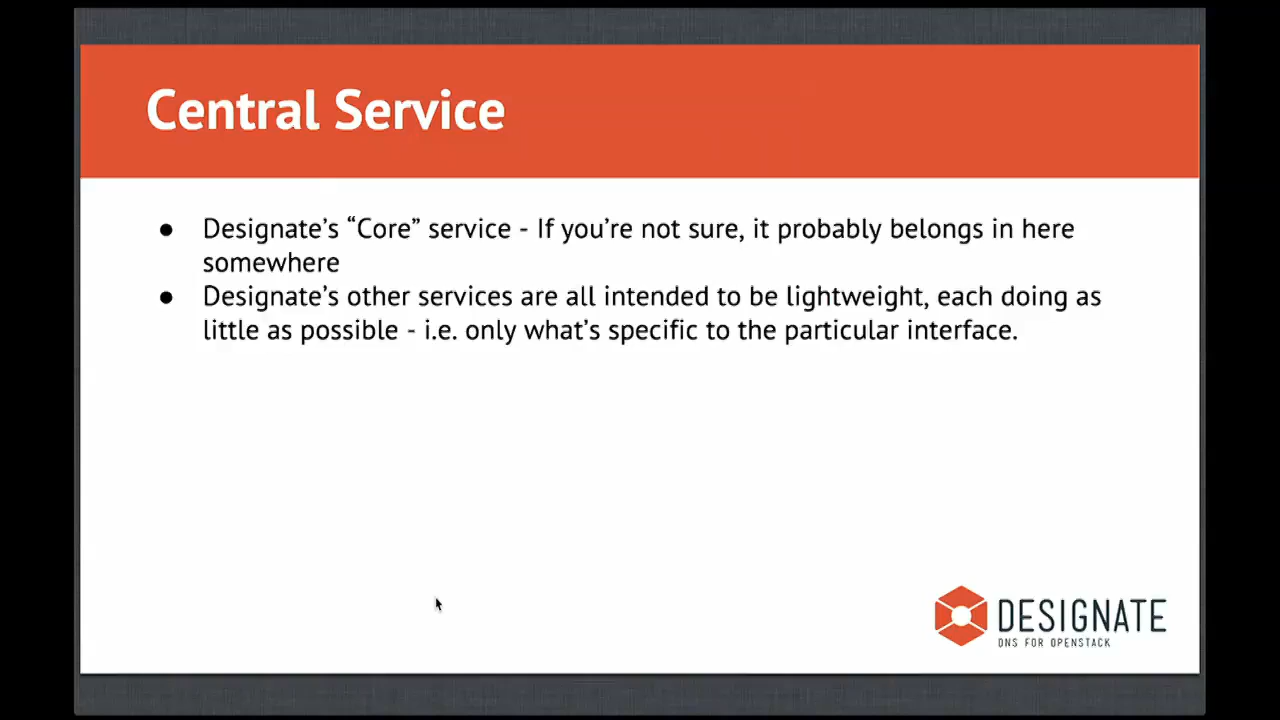 Central Service
● Designate’s “Core” service - If you’re not sure, it probably belongs in here
somewhere
● Designate’s other services are all intended to be lightweight, each doing as
little as possible - i.e. only what’s specific to the particular interface.
DESIGNATE
DNS FOR OPENSTACK